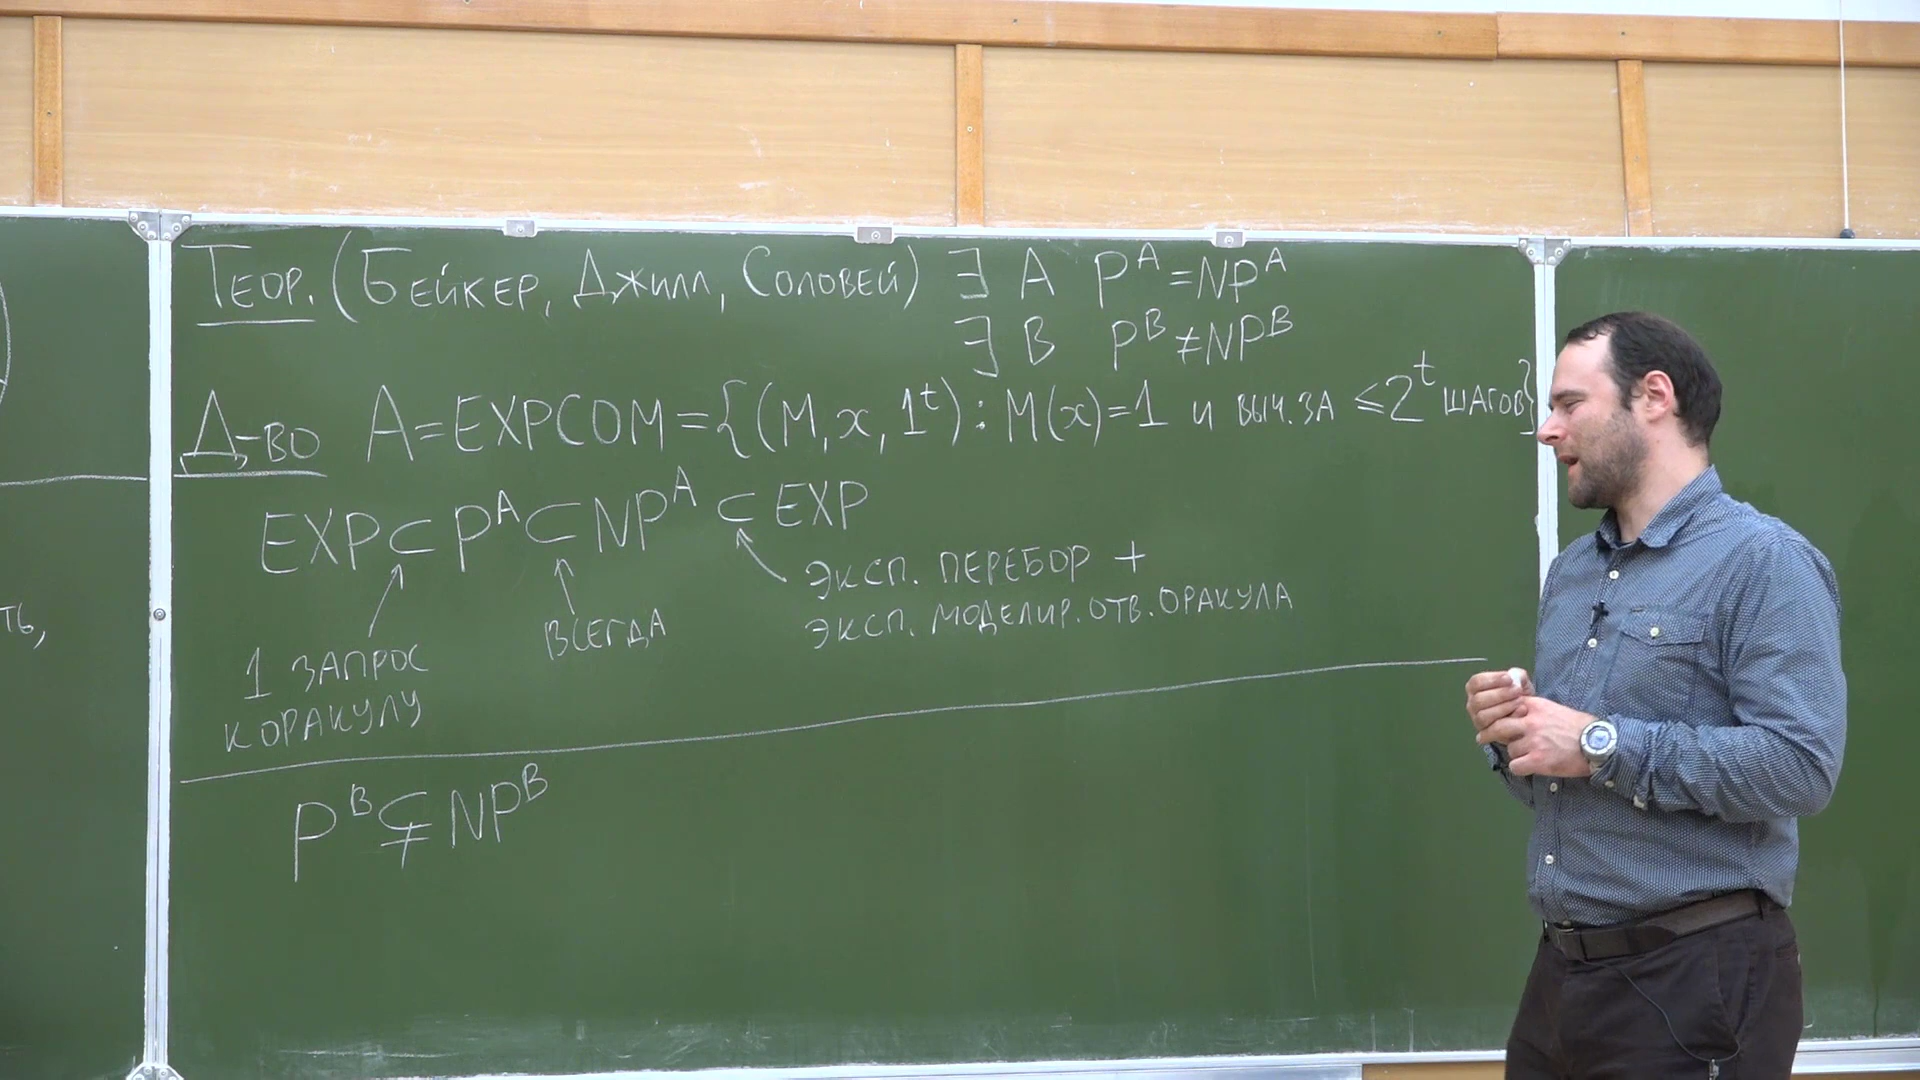 Теор. (Бейкер, Джилл, Соловей) ∃ A P^A = NP^A
∃ B P^B ≠ NP^B
Д-во A = EXPCOM = {(M, x, 1^t) : M(x) = 1 и выч. за ≤ 2^t шагов}
EXP ⊂ P^A ⊂ NP^A ⊂ EXP
эксп. перебор +
эксп. моделир. отв. оракула
всегда
1 запрос
к оракулу
P^B ⊊ NP^B
ть,